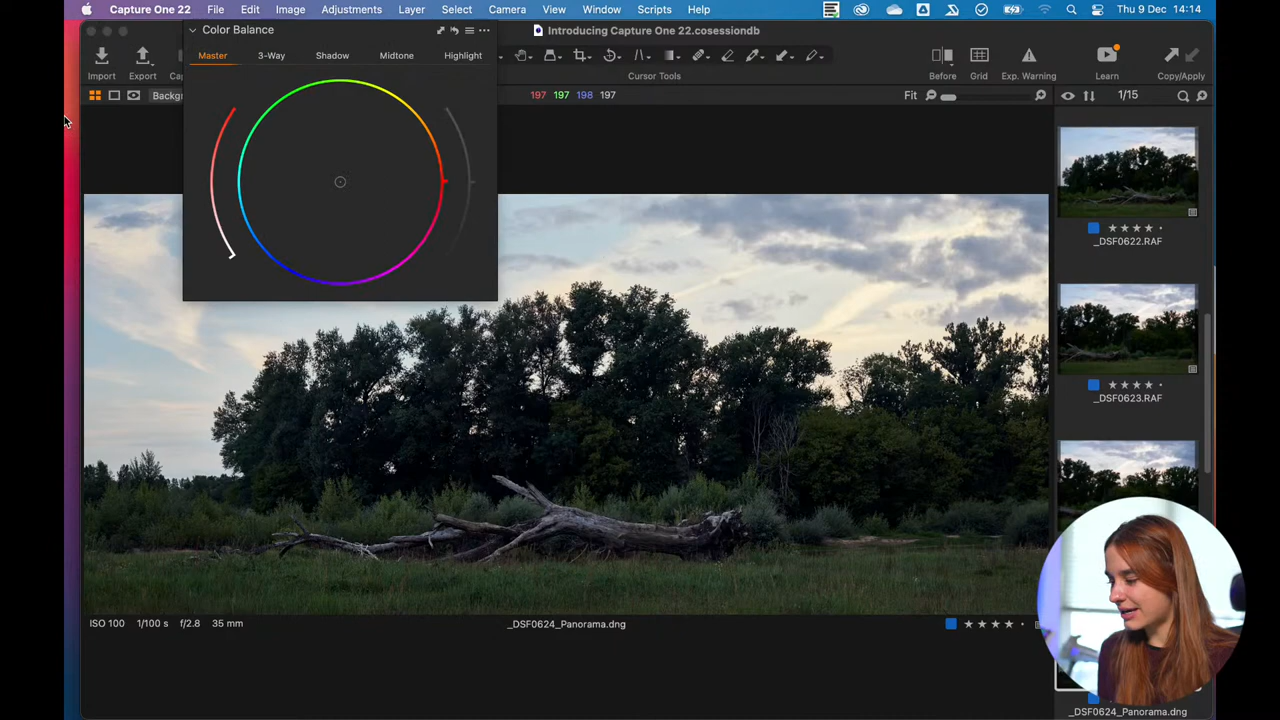 Capture One 22 File Edit Image Adjustments Layer Select Camera View Window Scripts Help Thu 9 Dec 14:14
Color Balance
Introducing Capture One 22.cosessiondb
Master 3-Way Shadow Midtone Highlight
Import Export Cursor Tools Before Grid Exp. Warning Learn Copy/Apply
197 197 198 197 Fit 1/15
_DSF0622.RAF
_DSF0623.RAF
ISO 100 1/100 s f/2.8 35 mm _DSF0624_Panorama.dng
_DSF0624_Panorama.dng